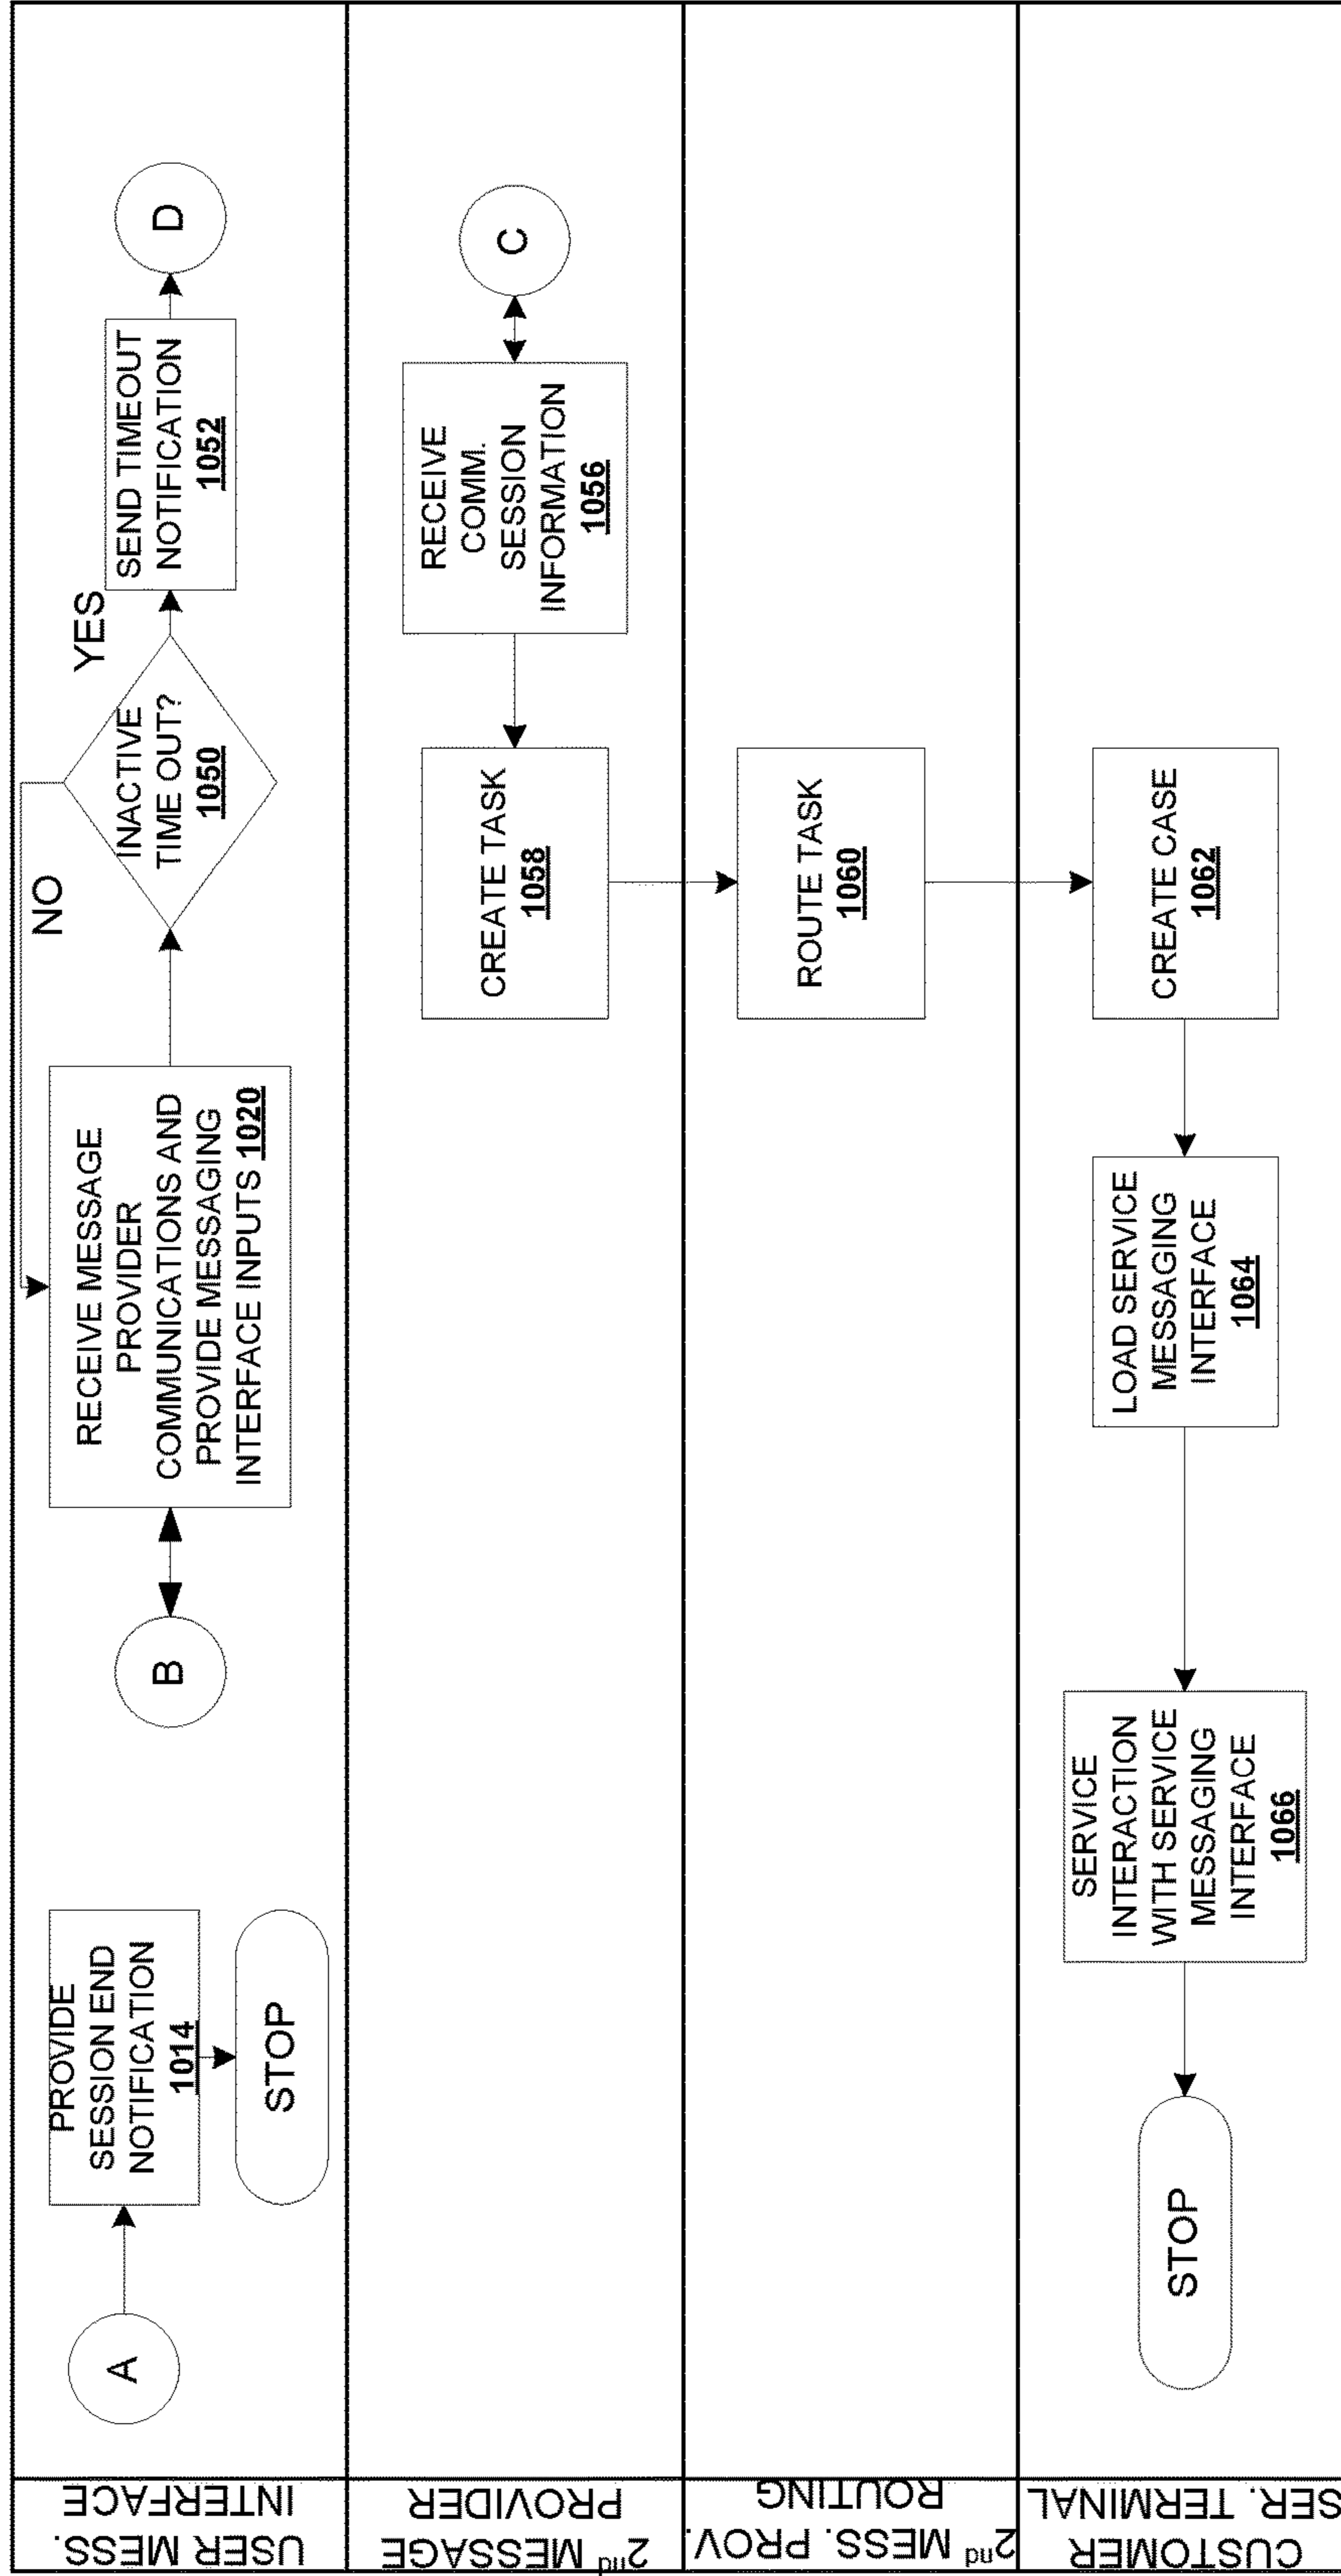 USER MESS.
INTERFACE
A
PROVIDE
SESSION END
NOTIFICATION
1014
STOP
B
RECEIVE MESSAGE
PROVIDER
COMMUNICATIONS AND
PROVIDE MESSAGING
INTERFACE INPUTS 1020
NO
INACTIVE
TIME OUT?
1050
YES
SEND TIMEOUT
NOTIFICATION
1052
D
2nd MESSAGE
PROVIDER
CREATE TASK
1058
RECEIVE
COMM.
SESSION
INFORMATION
1056
C
2nd MESS. PROV.
ROUTING
ROUTE TASK
1060
CUSTOMER
SER. TERMINAL
STOP
SERVICE
INTERACTION
WITH SERVICE
MESSAGING
INTERFACE
1066
LOAD SERVICE
MESSAGING
INTERFACE
1064
CREATE CASE
1062